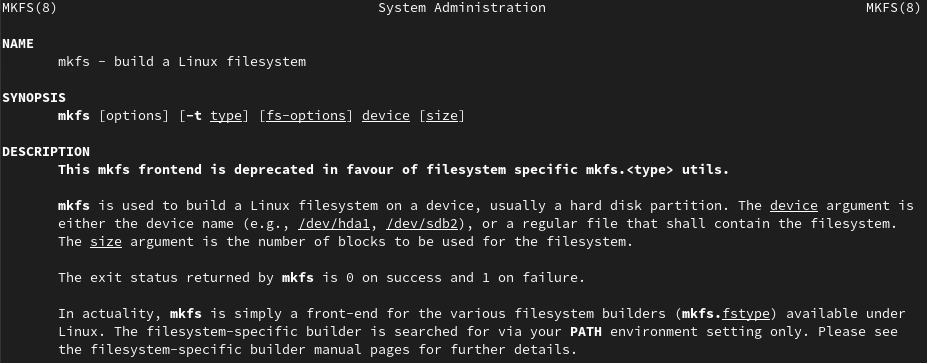 MKFS(8) System Administration MKFS(8)
NAME
mkfs - build a Linux filesystem
SYNOPSIS
mkfs [options] [-t type] [fs-options] device [size]
DESCRIPTION
This mkfs frontend is deprecated in favour of filesystem specific mkfs.<type> utils.
mkfs is used to build a Linux filesystem on a device, usually a hard disk partition. The device argument is
either the device name (e.g., /dev/hda1, /dev/sdb2), or a regular file that shall contain the filesystem.
The size argument is the number of blocks to be used for the filesystem.
The exit status returned by mkfs is 0 on success and 1 on failure.
In actuality, mkfs is simply a front-end for the various filesystem builders (mkfs.fstype) available under
Linux. The filesystem-specific builder is searched for via your PATH environment setting only. Please see
the filesystem-specific builder manual pages for further details.